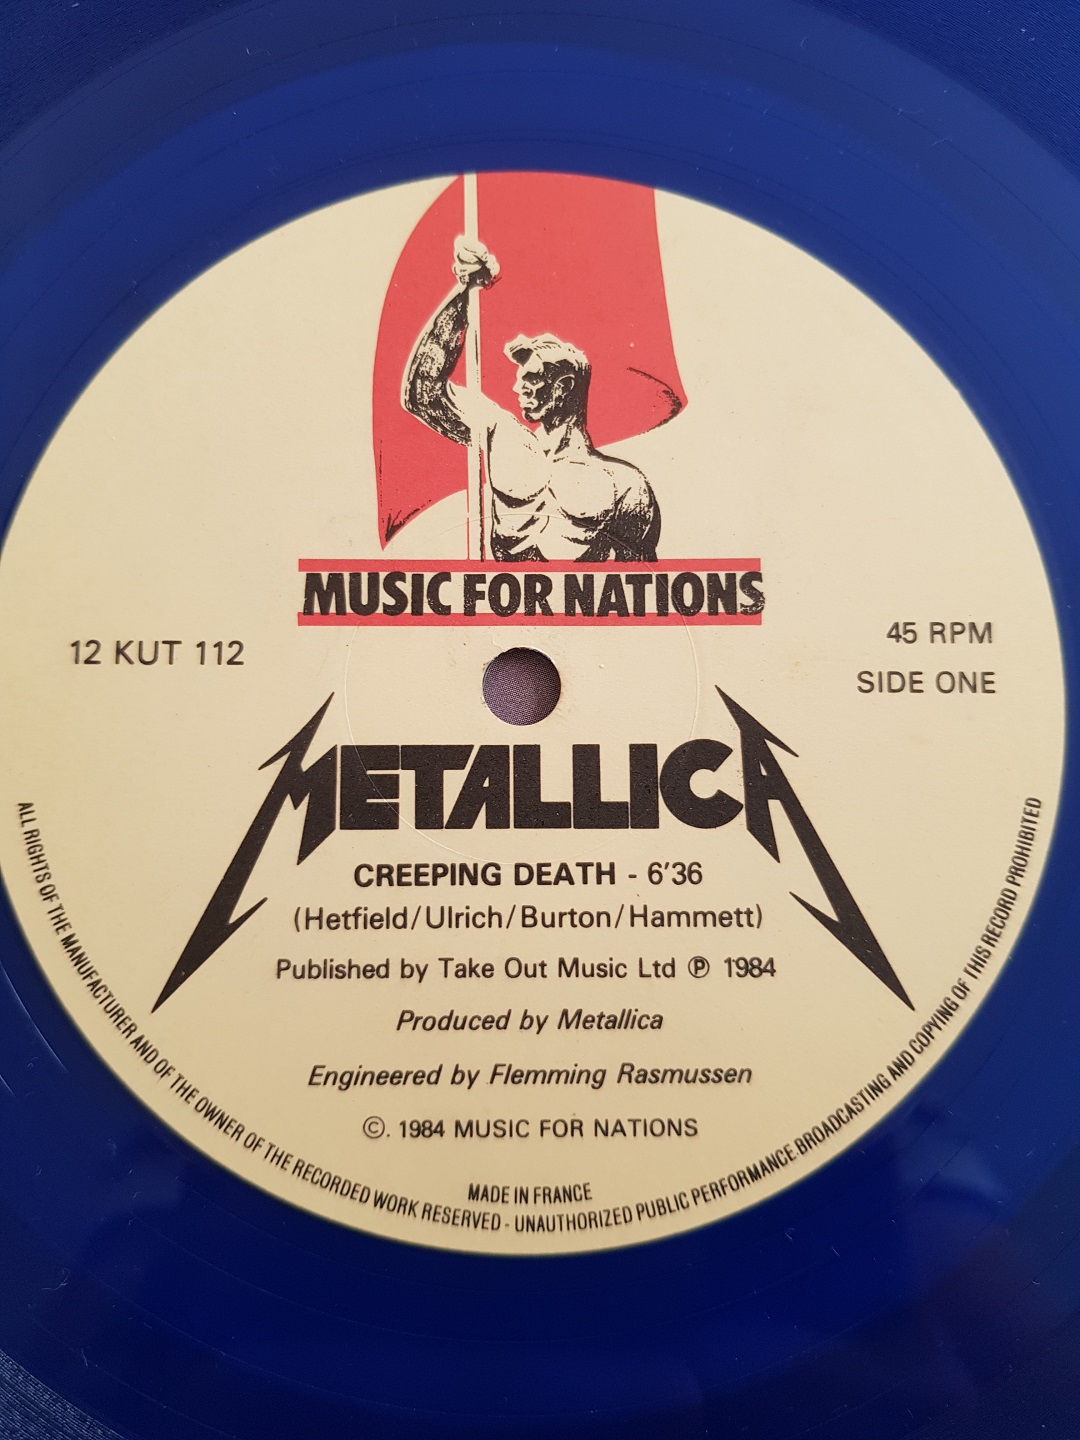 MUSIC FOR NATIONS
12 KUT 112
45 RPM
SIDE ONE
METALLICA
CREEPING DEATH - 6'36
(Hetfield/Ulrich/Burton/Hammett)
Published by Take Out Music Ltd ℗ 1984
Produced by Metallica
Engineered by Flemming Rasmussen
©. 1984 MUSIC FOR NATIONS
MADE IN FRANCE
ALL RIGHTS OF THE MANUFACTURER AND OF THE OWNER OF THE RECORDED WORK RESERVED - UNAUTHORIZED PUBLIC PERFORMANCE BROADCASTING AND COPYING OF THIS RECORD PROHIBITED